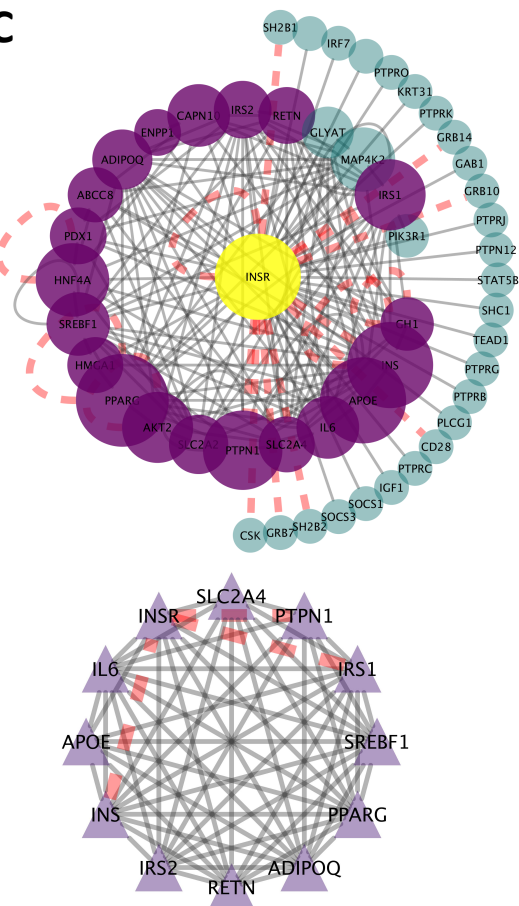 C
SH2B1
IRF7
PTPRO
KRT31
PTPRK
GRB14
GAB1
GRB10
PTPRJ
PTPN12
STAT5B
SHC1
TEAD1
PTPRG
PTPRB
PLCG1
CD28
PTPRC
IGF1
SOCS1
SOCS3
SH2B2
GRB7
CSK
CAPN10
IRS2
RETN
GLYAT
MAP4K2
IRS1
PIK3R1
GH1
INS
APOE
IL6
SLC2A4
PTPN1
SLC2A2
AKT2
PPARG
HMGA1
SREBF1
HNF4A
PDX1
ABCC8
ADIPOQ
ENPP1
INSR
SLC2A4
INSR
PTPN1
IL6
IRS1
APOE
SREBF1
INS
PPARG
IRS2
ADIPOQ
RETN